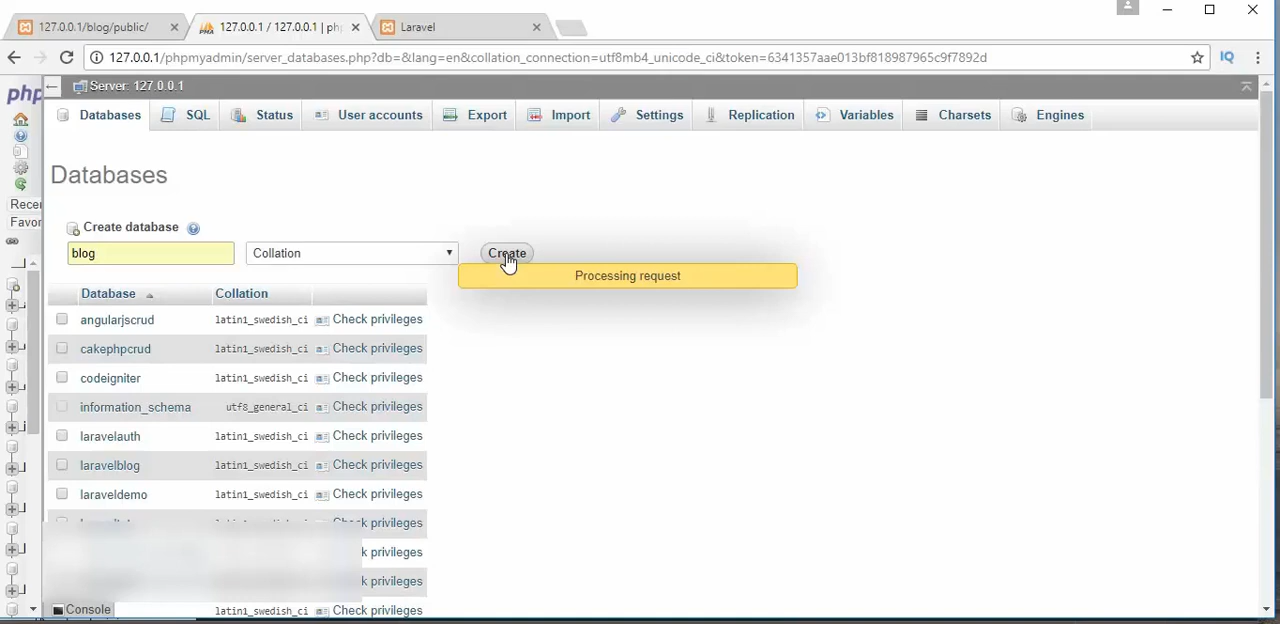 127.0.0.1/blog/public/
127.0.0.1 / 127.0.0.1 | ph
Laravel
127.0.0.1/phpmyadmin/server_databases.php?db=&lang=en&collation_connection=utf8mb4_unicode_ci&token=6341357aae013bf818987965c9f7892d
IQ
php
Server: 127.0.0.1
Databases SQL Status User accounts Export Import Settings Replication Variables Charsets Engines
Databases
Rece
Favor
Create database
blog Collation Create
Processing request
Database Collation
angularjscrud latin1_swedish_ci Check privileges
cakephpcrud latin1_swedish_ci Check privileges
codeigniter latin1_swedish_ci Check privileges
information_schema utf8_general_ci Check privileges
laravelauth latin1_swedish_ci Check privileges
laravelblog latin1_swedish_ci Check privileges
laraveldemo latin1_swedish_ci Check privileges
Check privileges
k privileges
k privileges
Console latin1_swedish_ci Check privileges